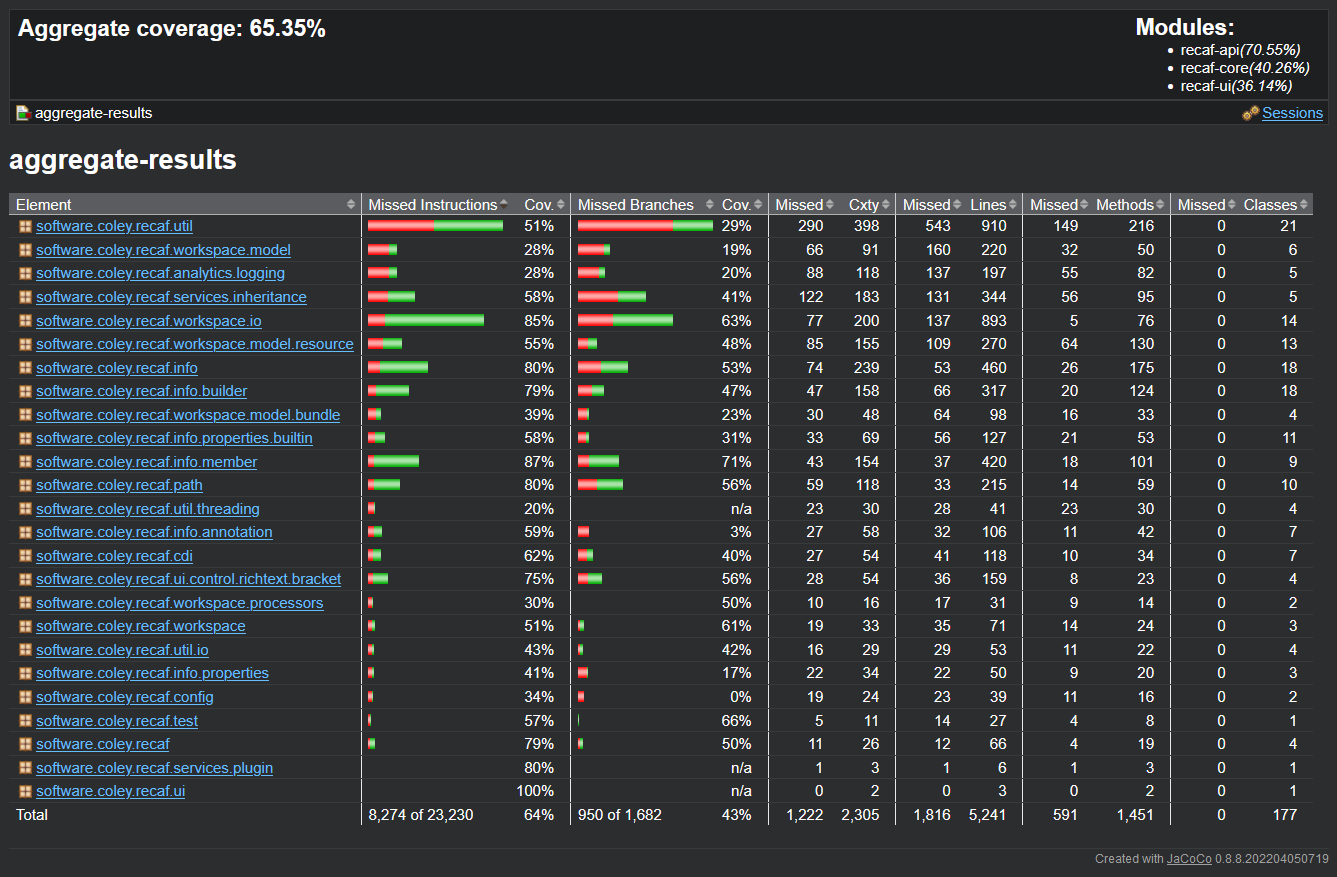 Aggregate coverage: 65.35%
Modules:
recaf-api(70.55%)
recaf-core(40.26%)
recaf-ui(36.14%)
aggregate-results
Sessions
aggregate-results
Element Missed Instructions Cov. Missed Branches Cov. Missed Cxty Missed Lines Missed Methods Missed Classes
software.coley.recaf.util 51% 29% 290 398 543 910 149 216 0 21
software.coley.recaf.workspace.model 28% 19% 66 91 160 220 32 50 0 6
software.coley.recaf.analytics.logging 28% 20% 88 118 137 197 55 82 0 5
software.coley.recaf.services.inheritance 58% 41% 122 183 131 344 56 95 0 5
software.coley.recaf.workspace.io 85% 63% 77 200 137 893 5 76 0 14
software.coley.recaf.workspace.model.resource 55% 48% 85 155 109 270 64 130 0 13
software.coley.recaf.info 80% 53% 74 239 53 460 26 175 0 18
software.coley.recaf.info.builder 79% 47% 47 158 66 317 20 124 0 18
software.coley.recaf.workspace.model.bundle 39% 23% 30 48 64 98 16 33 0 4
software.coley.recaf.info.properties.builtin 58% 31% 33 69 56 127 21 53 0 11
software.coley.recaf.info.member 87% 71% 43 154 37 420 18 101 0 9
software.coley.recaf.path 80% 56% 59 118 33 215 14 59 0 10
software.coley.recaf.util.threading 20% n/a 23 30 28 41 23 30 0 4
software.coley.recaf.info.annotation 59% 3% 27 58 32 106 11 42 0 7
software.coley.recaf.cdi 62% 40% 27 54 41 118 10 34 0 7
software.coley.recaf.ui.control.richtext.bracket 75% 56% 28 54 36 159 8 23 0 4
software.coley.recaf.workspace.processors 30% 50% 10 16 17 31 9 14 0 2
software.coley.recaf.workspace 51% 61% 19 33 35 71 14 24 0 3
software.coley.recaf.util.io 43% 42% 16 29 29 53 11 22 0 4
software.coley.recaf.info.properties 41% 17% 22 34 22 50 9 20 0 3
software.coley.recaf.config 34% 0% 19 24 23 39 11 16 0 2
software.coley.recaf.test 57% 66% 5 11 14 27 4 8 0 1
software.coley.recaf 79% 50% 11 26 12 66 4 19 0 4
software.coley.recaf.services.plugin 80% n/a 1 3 1 6 1 3 0 1
software.coley.recaf.ui 100% n/a 0 2 0 3 0 2 0 1
Total 8,274 of 23,230 64% 950 of 1,682 43% 1,222 2,305 1,816 5,241 591 1,451 0 177
Created with JaCoCo 0.8.8.202204050719